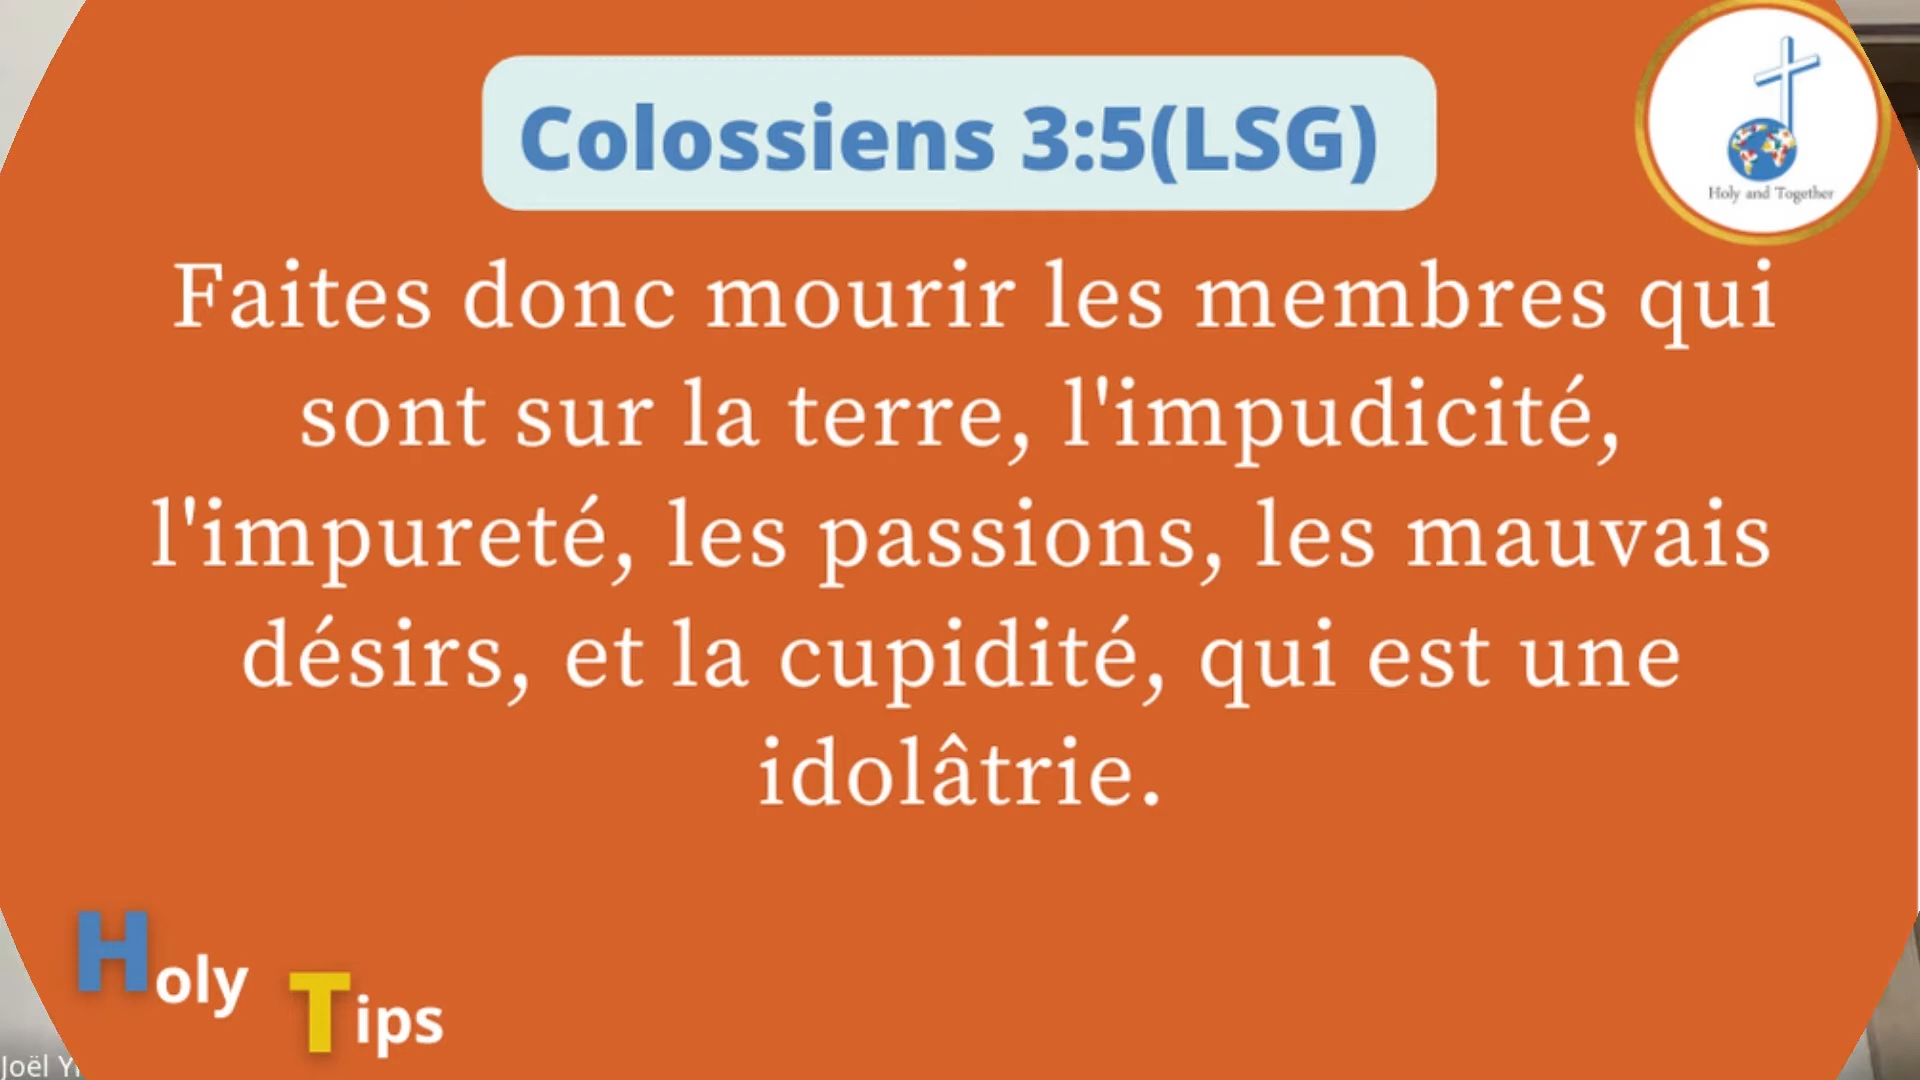 Colossiens 3:5(LSG)
Holy and Together
Faites donc mourir les membres qui
sont sur la terre, l'impudicité,
l'impureté, les passions, les mauvais
désirs, et la cupidité, qui est une
idolâtrie.
Holy
Tips
Joël